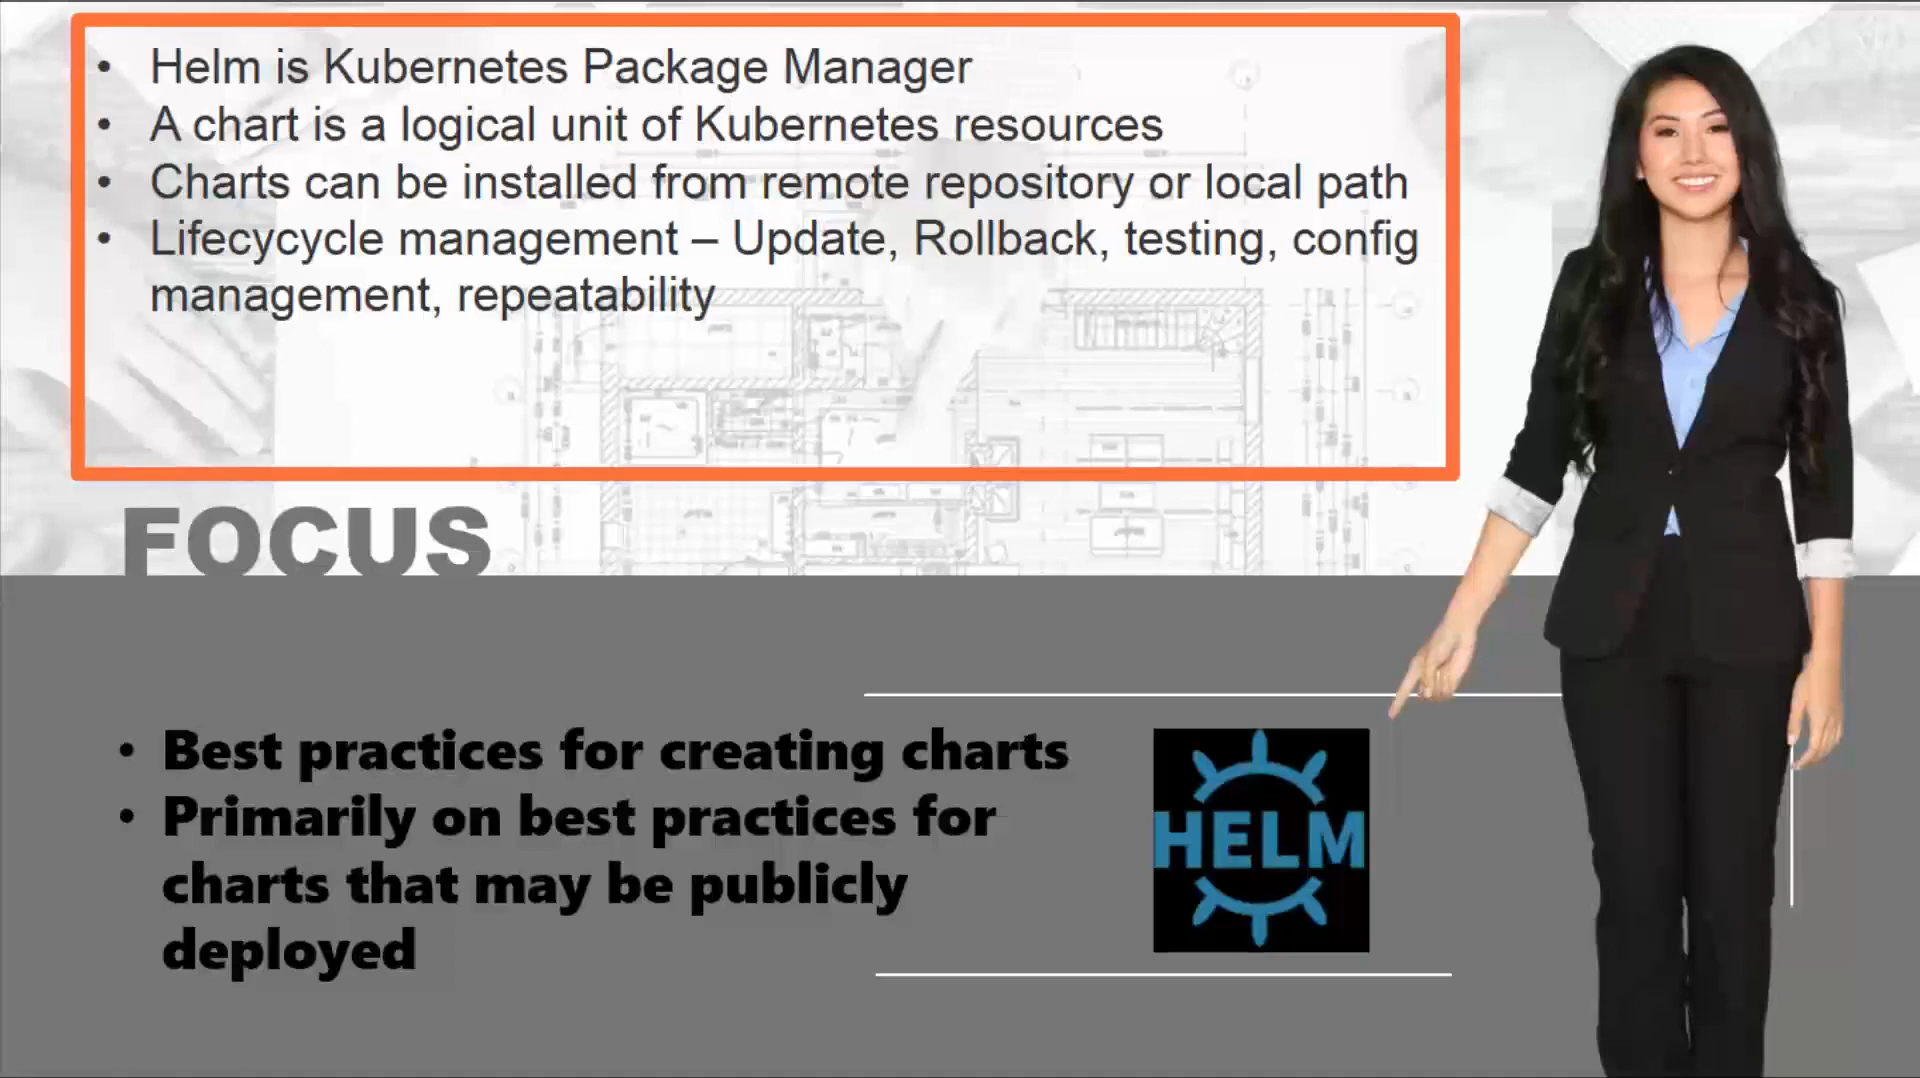 • Helm is Kubernetes Package Manager
• A chart is a logical unit of Kubernetes resources
• Charts can be installed from remote repository or local path
• Lifecycycle management – Update, Rollback, testing, config
management, repeatability
FOCUS
• Best practices for creating charts
• Primarily on best practices for
charts that may be publicly
deployed
HELM